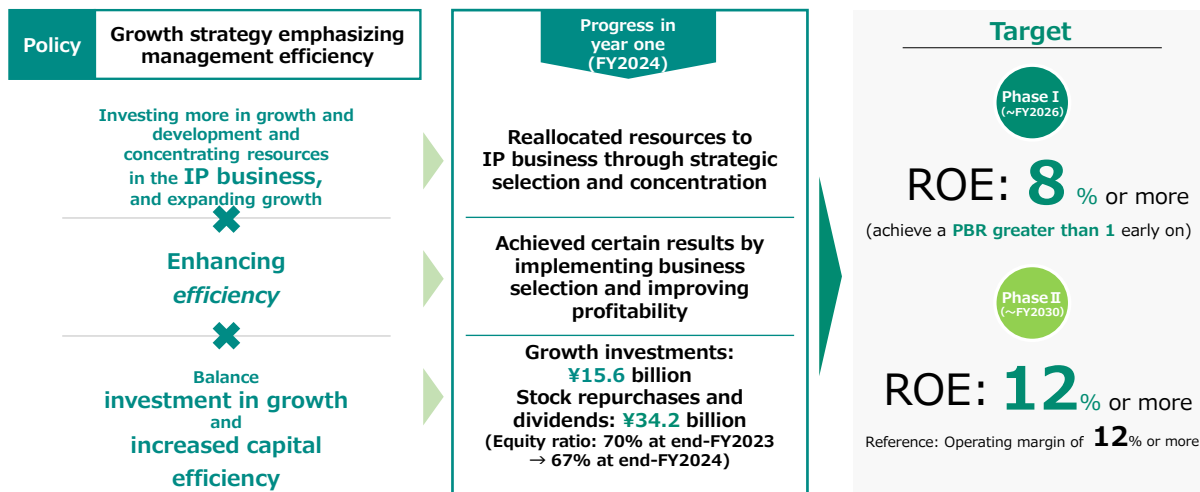 Policy
Growth strategy emphasizing
management efficiency
Investing more in growth and
development and
concentrating resources
in the IP business,
and expanding growth
Enhancing
efficiency
Balance
investment in growth
and
increased capital
efficiency
Progress in
year one
(FY2024)
Reallocated resources to
IP business through strategic
selection and concentration
Achieved certain results by
implementing business
selection and improving
profitability
Growth investments:
¥15.6 billion
Stock repurchases and
dividends: ¥34.2 billion
(Equity ratio: 70% at end-FY2023
→ 67% at end-FY2024)
Target
Phase Ⅰ
(~FY2026)
ROE: 8 % or more
(achieve a PBR greater than 1 early on)
Phase Ⅱ
(~FY2030)
ROE: 12% or more
Reference: Operating margin of 12% or more